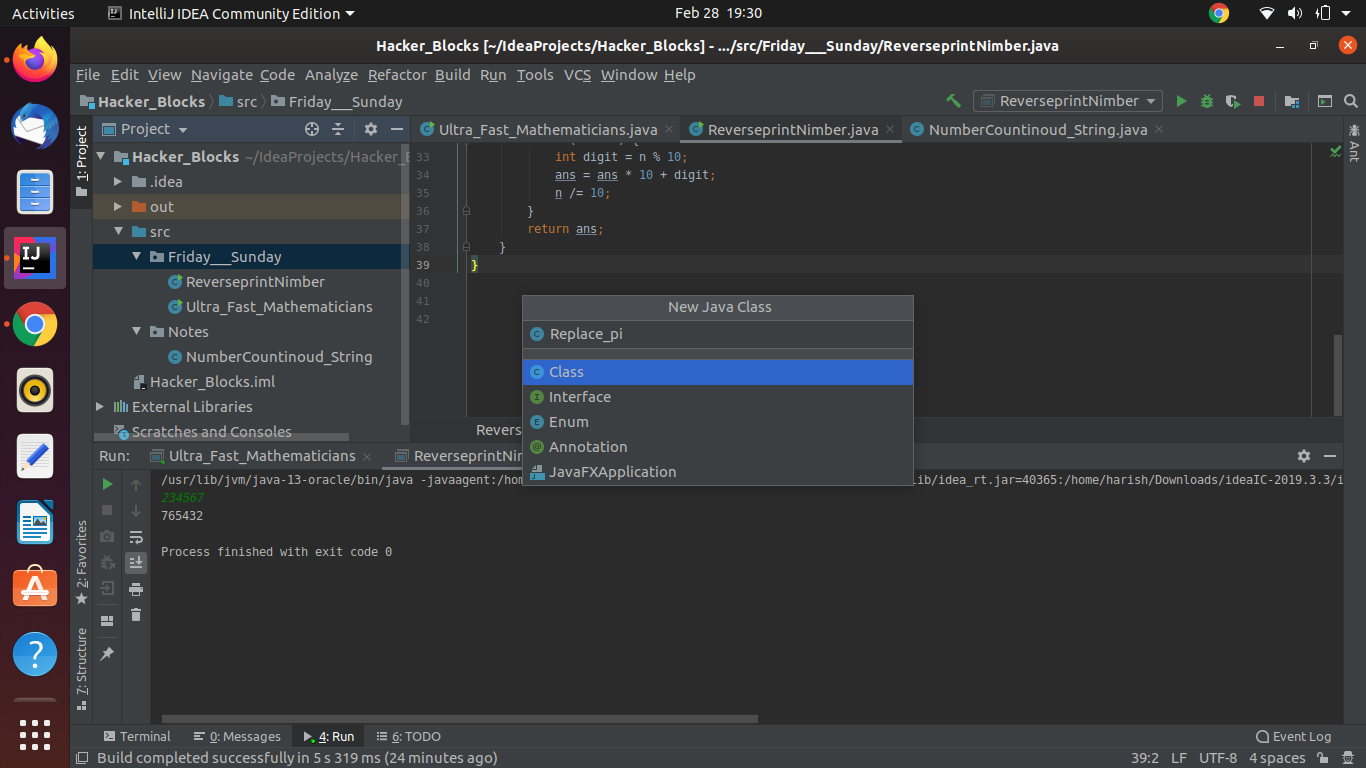 Activities IntelliJ IDEA Community Edition Feb 28 19:30
Hacker_Blocks [~/IdeaProjects/Hacker_Blocks] - .../src/Friday___Sunday/ReverseprintNimber.java
File Edit View Navigate Code Analyze Refactor Build Run Tools VCS Window Help
Hacker_Blocks src Friday___Sunday ReverseprintNimber
1: Project
Project
Ultra_Fast_Mathematicians.java ReverseprintNimber.java NumberCountinoud_String.java
Ant
Hacker_Blocks ~/IdeaProjects/Hacker_
.idea
out
src
Friday___Sunday
ReverseprintNimber
Ultra_Fast_Mathematicians
Notes
NumberCountinoud_String
Hacker_Blocks.iml
External Libraries
Scratches and Consoles
33 int digit = n % 10;
34 ans = ans * 10 + digit;
35 n /= 10;
36 }
37 return ans;
38 }
39 }
40
41
42
New Java Class
Replace_pi
Class
Interface
Enum
Annotation
JavaFXApplication
Run: Ultra_Fast_Mathematicians
/usr/lib/jvm/java-13-oracle/bin/java -javaagent:/hom lib/idea_rt.jar=40365:/home/harish/Downloads/ideaIC-2019.3.3/i
234567
765432
Process finished with exit code 0
2: Favorites
7: Structure
Terminal 0: Messages 4: Run 6: TODO Event Log
Build completed successfully in 5 s 319 ms (24 minutes ago) 39:2 LF UTF-8 4 spaces